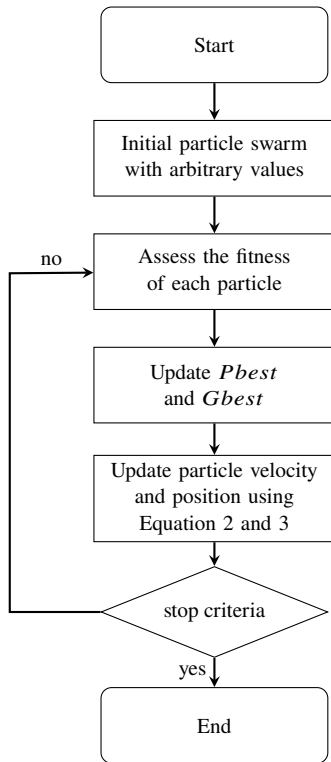 Start
Initial particle swarm
with arbitrary values
no
Assess the fitness
of each particle
Update Pbest
and Gbest
Update particle velocity
and position using
Equation 2 and 3
stop criteria
yes
End